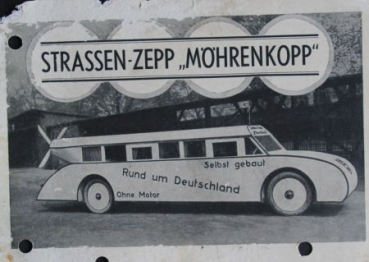 STRASSEN-ZEPP „MÖHRENKOPP“
Selbst gebaut
Rund um Deutschland
Ohne Motor